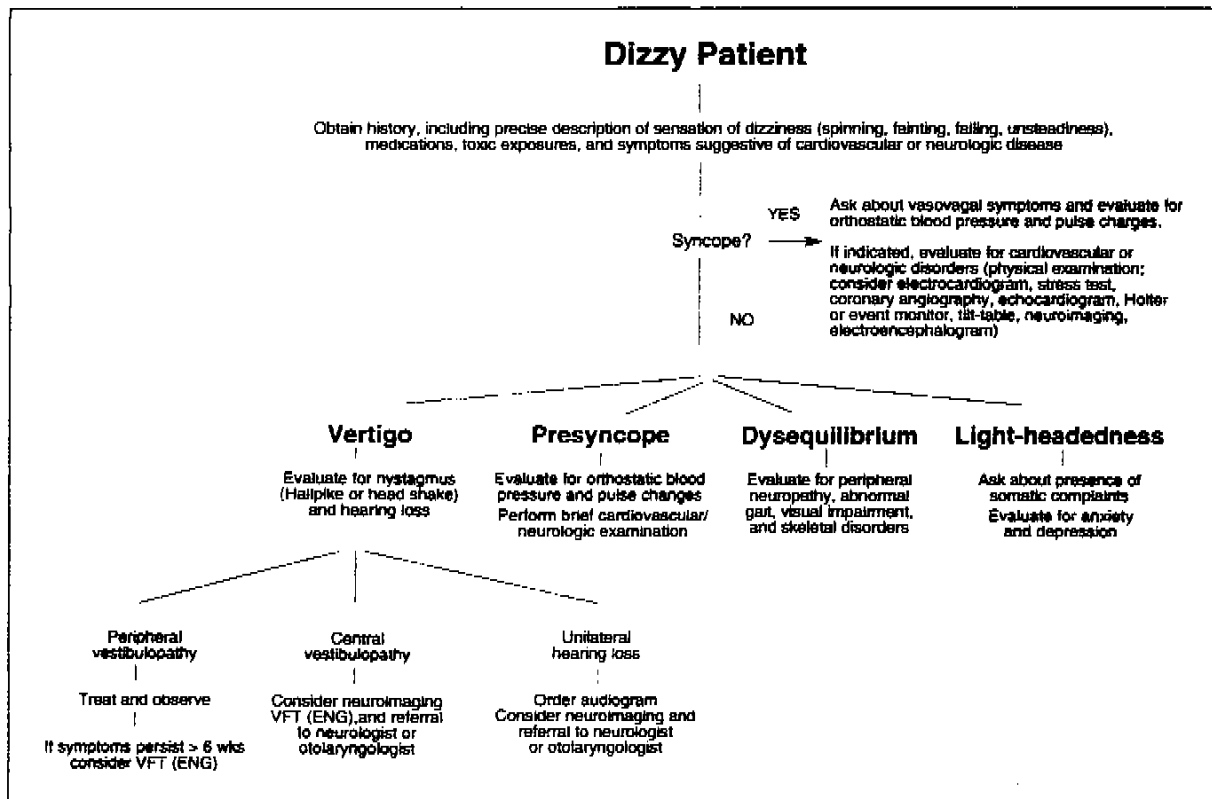 Dizzy Patient
Obtain history, including precise description of sensation of dizziness (spinning, fainting, falling, unsteadiness),
medications, toxic exposures, and symptoms suggestive of cardiovascular or neurologic disease
Syncope?
YES
Ask about vasovagal symptoms and evaluate for
orthostatic blood pressure and pulse charges.
If indicated, evaluate for cardiovascular or
neurologic disorders (physical examination;
consider electrocardiogram, stress test,
coronary angiography, echocardiogram, Holter
or event monitor, tilt-table, neuroimaging,
electroencephalogram)
NO
Vertigo
Evaluate for nystagmus
(Hallpike or head shake)
and hearing loss
Presyncope
Evaluate for orthostatic blood
pressure and pulse changes
Perform brief cardiovascular/
neurologic examination
Dysequilibrium
Evaluate for peripheral
neuropathy, abnormal
gait, visual impairment,
and skeletal disorders
Light-headedness
Ask about presence of
somatic complaints
Evaluate for anxiety
and depression
Peripheral
vestibulopathy
Treat and observe
If symptoms persist > 6 wks
consider VFT (ENG)
Central
vestibulopathy
Consider neuroimaging
VFT (ENG),and referral
to neurologist or
otolaryngologist
Unilateral
hearing loss
Order audiogram
Consider neuroimaging and
referral to neurologist
or otolaryngologist